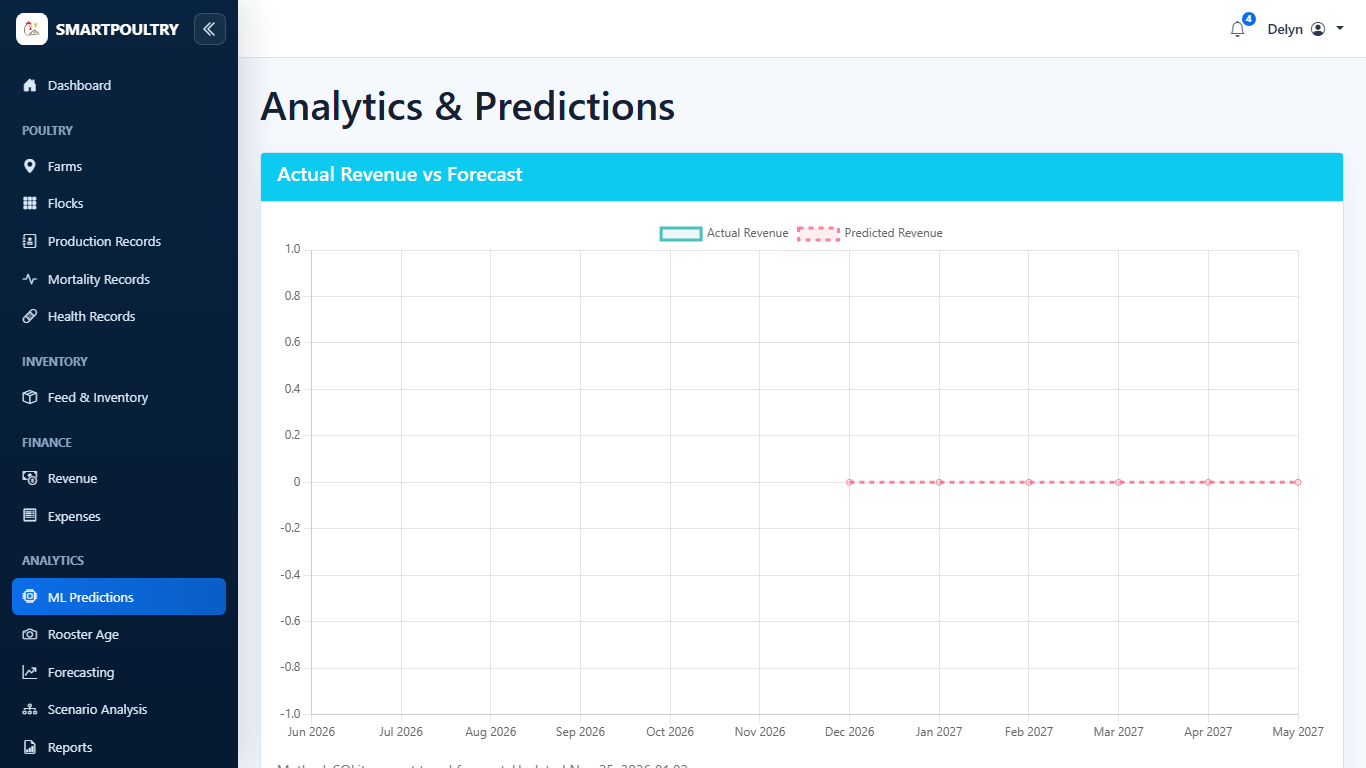 SMARTPOULTRY
4
Delyn
Dashboard
POULTRY
Farms
Flocks
Production Records
Mortality Records
Health Records
INVENTORY
Feed & Inventory
FINANCE
Revenue
Expenses
ANALYTICS
ML Predictions
Rooster Age
Forecasting
Scenario Analysis
Reports
Analytics & Predictions
Actual Revenue vs Forecast
Actual Revenue Predicted Revenue
1.0
0.8
0.6
0.4
0.2
0
-0.2
-0.4
-0.6
-0.8
-1.0
Jun 2026 Jul 2026 Aug 2026 Sep 2026 Oct 2026 Nov 2026 Dec 2026 Jan 2027 Feb 2027 Mar 2027 Apr 2027 May 2027